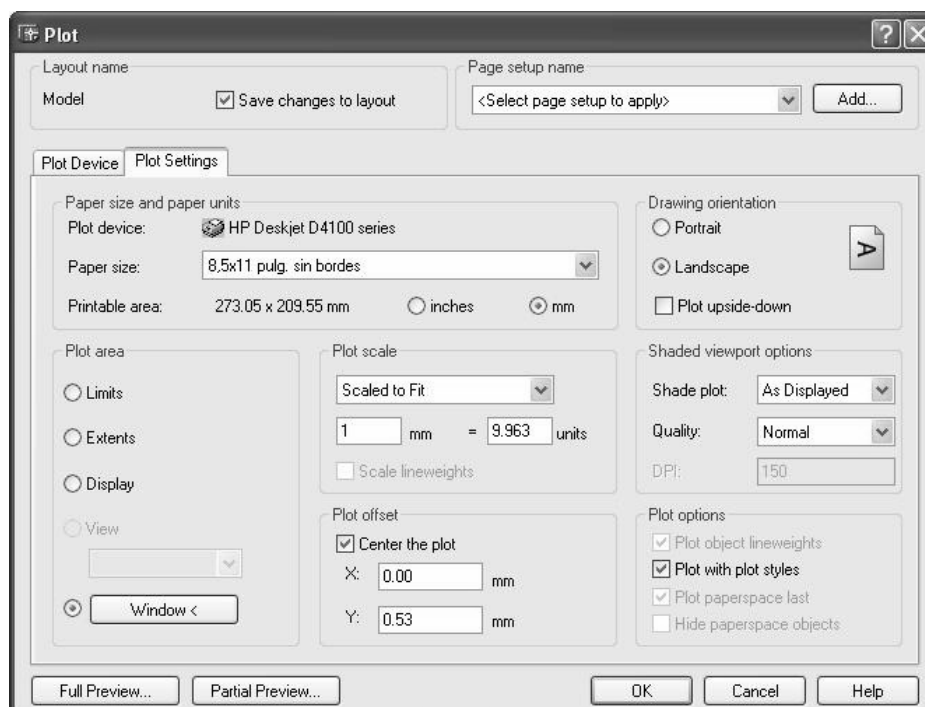 Plot
Layout name
Model
Save changes to layout
Page setup name
<Select page setup to apply>
Add...
Plot Device
Plot Settings
Paper size and paper units
Plot device:
HP Deskjet D4100 series
Paper size:
8,5x11 pulg. sin bordes
Printable area:
273.05 x 209.55 mm
inches
mm
Drawing orientation
Portrait
Landscape
Plot upside-down
A
Plot area
Limits
Extents
Display
View
Window <
Plot scale
Scaled to Fit
1 mm = 9.963 units
Scale lineweights
Plot offset
Center the plot
X: 0.00 mm
Y: 0.53 mm
Shaded viewport options
Shade plot: As Displayed
Quality: Normal
DPI: 150
Plot options
Plot object lineweights
Plot with plot styles
Plot paperspace last
Hide paperspace objects
Full Preview...
Partial Preview...
OK
Cancel
Help